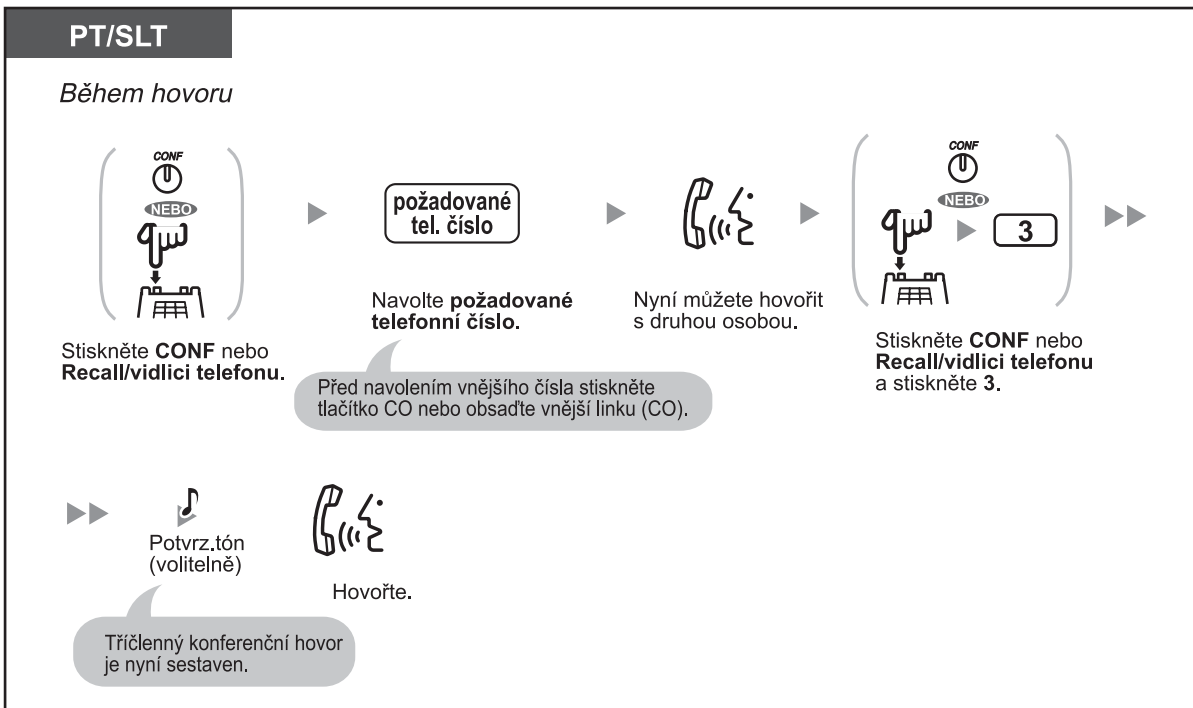 PT/SLT
Během hovoru
CONF
NEBO
Stiskněte CONF nebo
Recall/vidlici telefonu.
požadované
tel. číslo
Navolte požadované
telefonní číslo.
Před navolením vnějšího čísla stiskněte
tlačítko CO nebo obsaďte vnější linku (CO).
Nyní můžete hovořit
s druhou osobou.
CONF
NEBO
3
Stiskněte CONF nebo
Recall/vidlici telefonu
a stiskněte 3.
Potvrz.tón
(volitelně)
Tříčlenný konferenční hovor
je nyní sestaven.
Hovořte.